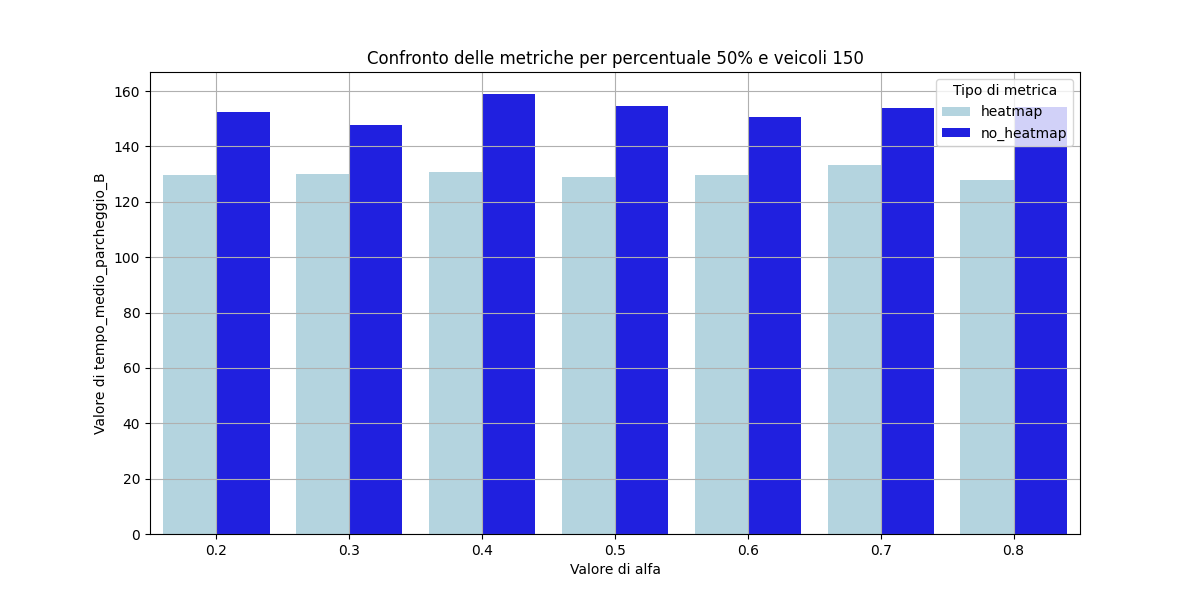 Confronto delle metriche per percentuale 50% e veicoli 150
Valore di tempo_medio_parcheggio_B
160
140
120
100
80
60
40
20
0
Tipo di metrica
heatmap
no_heatmap
0.2 0.3 0.4 0.5 0.6 0.7 0.8
Valore di alfa